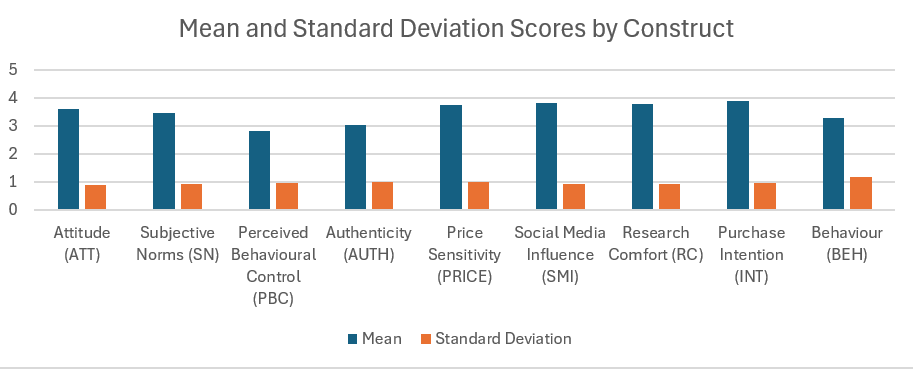 Mean and Standard Deviation Scores by Construct
5
4
3
2
1
0
Attitude
(ATT)
Subjective
Norms (SN)
Perceived
Behavioural
Control
(PBC)
Authenticity
(AUTH)
Price
Sensitivity
(PRICE)
Social Media
Influence
(SMI)
Research
Comfort (RC)
Purchase
Intention
(INT)
Behaviour
(BEH)
Mean
Standard Deviation